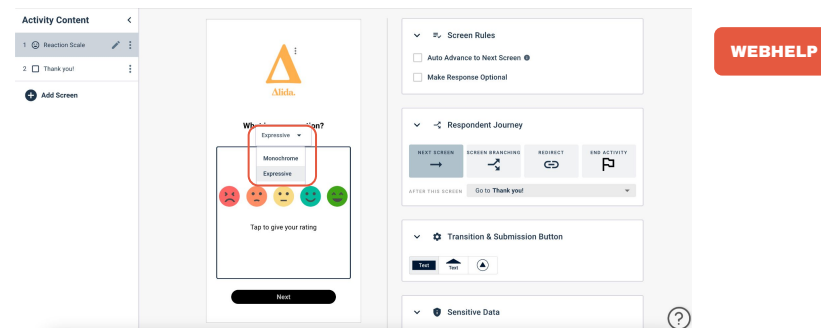 Activity Content
1 Reaction Scale
2 Thank you!
Add Screen
Alida.
Expressive
Monochrome
Expressive
Tap to give your rating
Next
Screen Rules
Auto Advance to Next Screen
Make Response Optional
Respondent Journey
NEXT SCREEN
SCREEN BRANCHING
REDIRECT
END ACTIVITY
AFTER THIS SCREEN
Go to Thank you!
Transition & Submission Button
Text
Text
Sensitive Data
WEBHELP
?